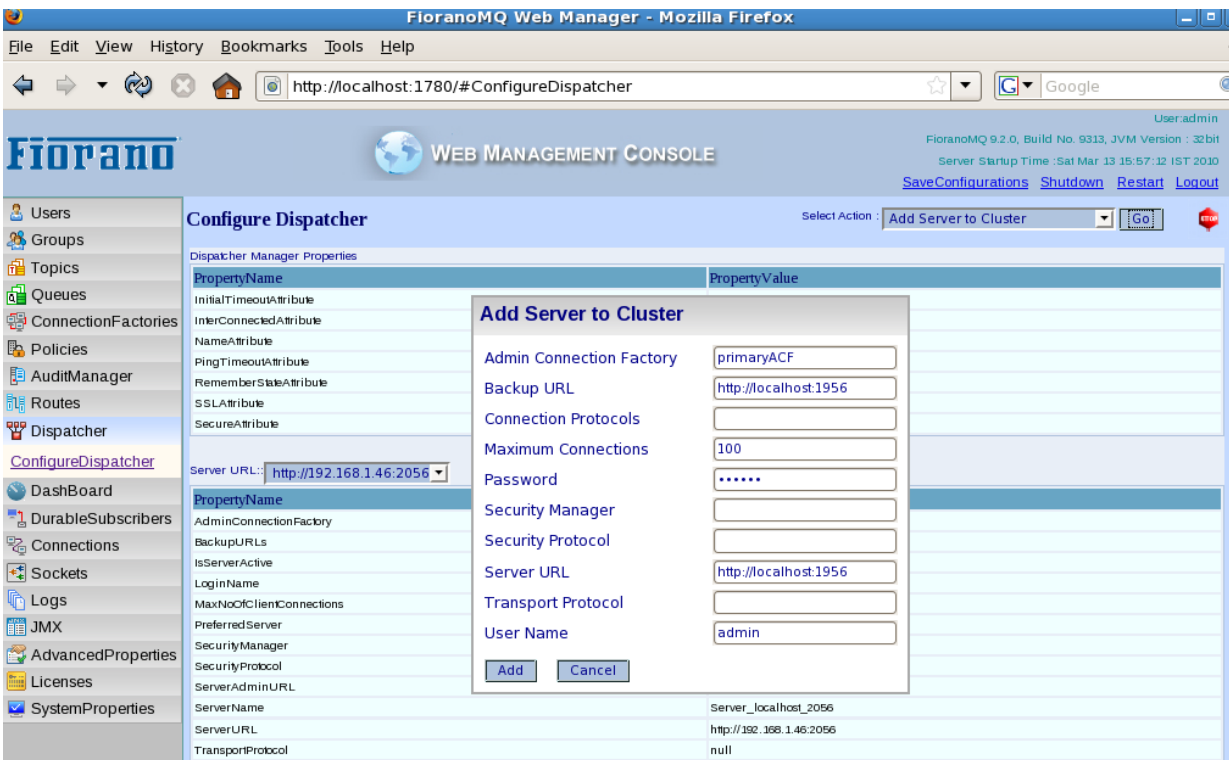 FioranoMQ Web Manager - Mozilla Firefox
File Edit View History Bookmarks Tools Help
http://localhost:1780/#ConfigureDispatcher
G Google
Fiorano
WEB MANAGEMENT CONSOLE
User:admin
FioranoMQ 9.2.0, Build No. 9313, JVM Version : 32bit
Server Startup Time :Sat Mar 13 15:57:12 IST 2010
SaveConfigurations Shutdown Restart Logout
Users
Groups
Topics
Queues
ConnectionFactories
Policies
AuditManager
Routes
Dispatcher
ConfigureDispatcher
DashBoard
DurableSubscribers
Connections
Sockets
Logs
JMX
AdvancedProperties
Licenses
SystemProperties
Configure Dispatcher
Select Action : Add Server to Cluster Go STOP
Dispatcher Manager Properties
PropertyName PropertyValue
InitialTimeoutAttribute
InterConnectedAttribute
NameAttribute
PingTimeoutAttribute
RememberStateAttribute
SSLAttribute
SecureAttribute
Server URL:: http://192.168.1.46:2056
PropertyName
AdminConnectionFactory
BackupURLs
IsServerActive
LoginName
MaxNoOfClientConnections
PreferredServer
SecurityManager
SecurityProtocol
ServerAdminURL
ServerName Server_localhost_2056
ServerURL http://192.168.1.46:2056
TransportProtocol null
Add Server to Cluster
Admin Connection Factory primaryACF
Backup URL http://localhost:1956
Connection Protocols
Maximum Connections 100
Password ••••••
Security Manager
Security Protocol
Server URL http://localhost:1956
Transport Protocol
User Name admin
Add Cancel